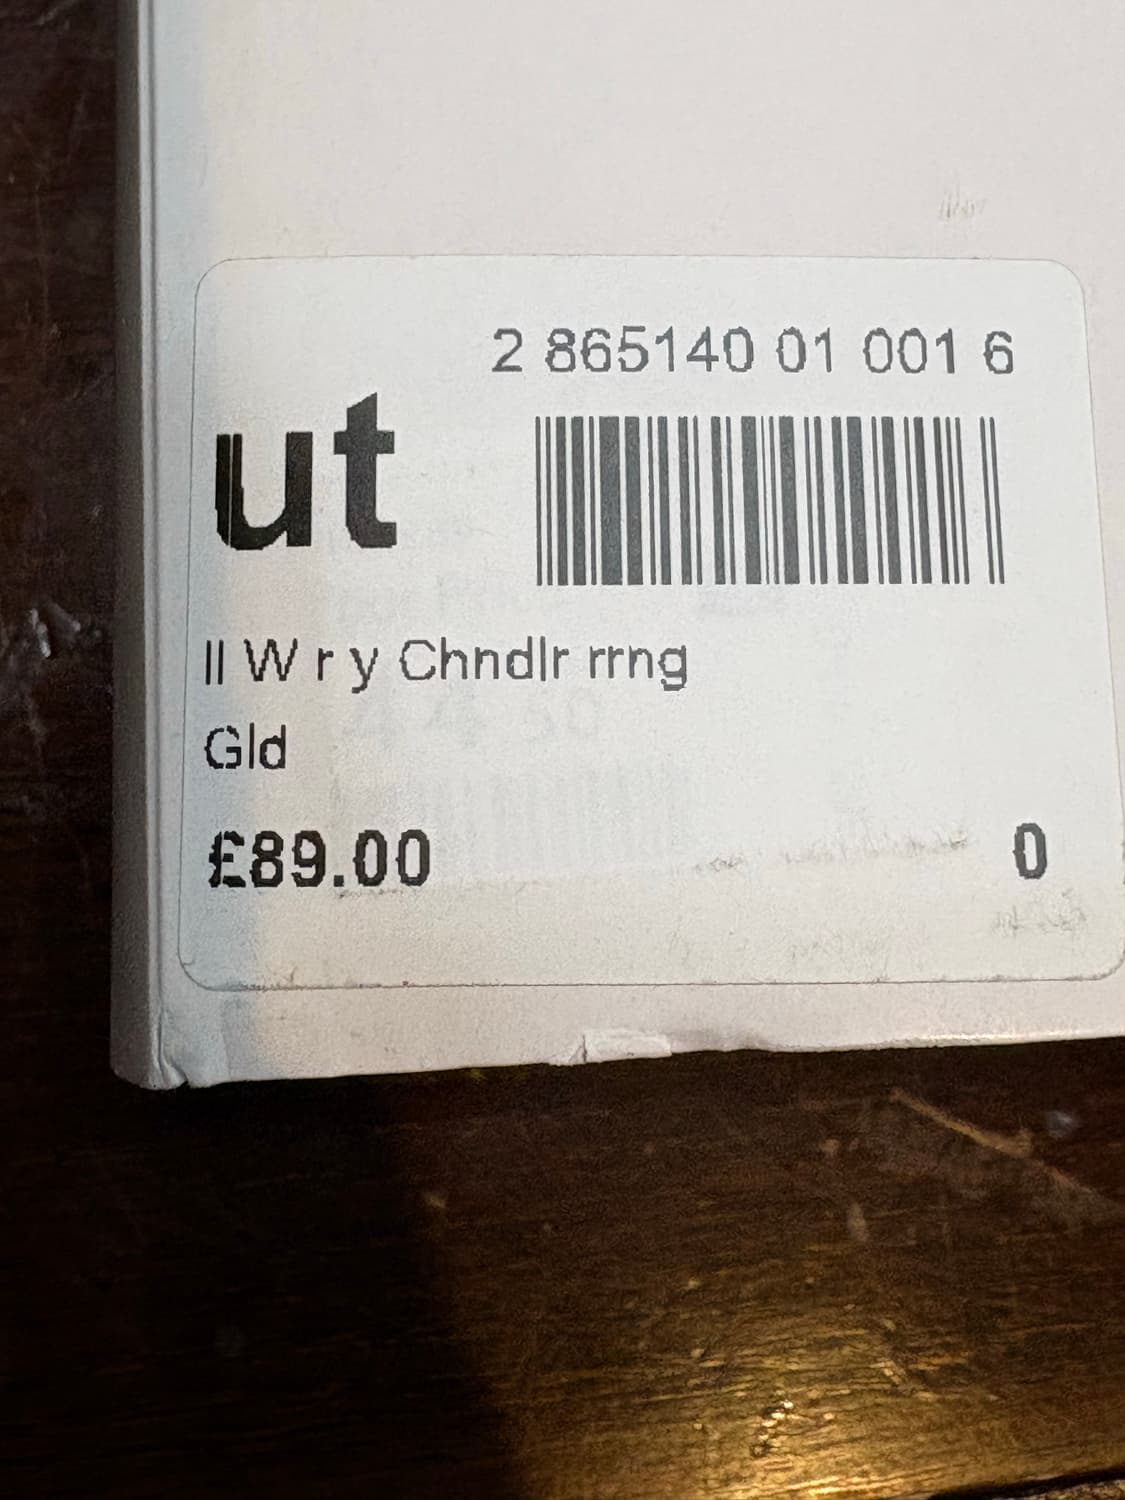 2 865140 01 001 6
ut
ll W r y Chndlr rrng
Gld
£89.00 0